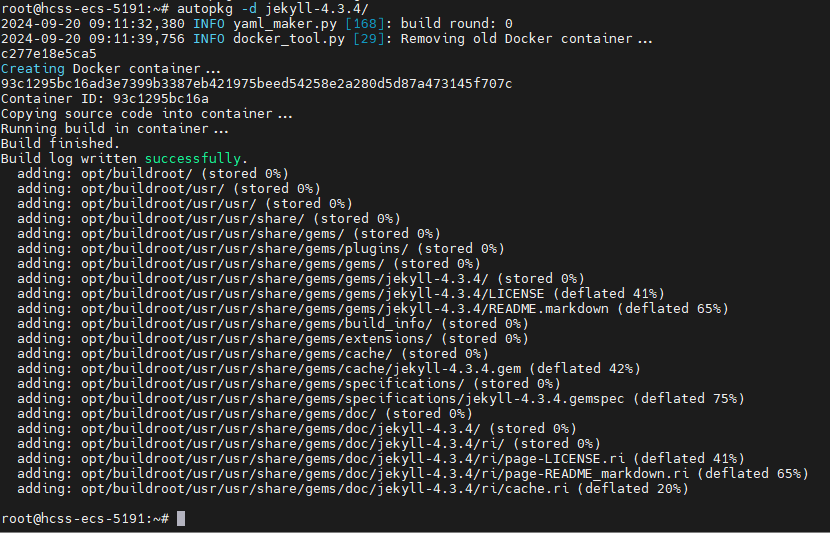 root@hcss-ecs-5191:~# autopkg -d jekyll-4.3.4/
2024-09-20 09:11:32,380 INFO yaml_maker.py [168]: build round: 0
2024-09-20 09:11:39,756 INFO docker_tool.py [29]: Removing old Docker container...
c277e18e5ca5
Creating Docker container...
93c1295bc16ad3e7399b3387eb421975beed54258e2a280d5d87a473145f707c
Container ID: 93c1295bc16a
Copying source code into container...
Running build in container...
Build finished.
Build log written successfully.
  adding: opt/buildroot/ (stored 0%)
  adding: opt/buildroot/usr/ (stored 0%)
  adding: opt/buildroot/usr/usr/ (stored 0%)
  adding: opt/buildroot/usr/usr/share/ (stored 0%)
  adding: opt/buildroot/usr/usr/share/gems/ (stored 0%)
  adding: opt/buildroot/usr/usr/share/gems/plugins/ (stored 0%)
  adding: opt/buildroot/usr/usr/share/gems/gems/ (stored 0%)
  adding: opt/buildroot/usr/usr/share/gems/gems/jekyll-4.3.4/ (stored 0%)
  adding: opt/buildroot/usr/usr/share/gems/gems/jekyll-4.3.4/LICENSE (deflated 41%)
  adding: opt/buildroot/usr/usr/share/gems/gems/jekyll-4.3.4/README.markdown (deflated 65%)
  adding: opt/buildroot/usr/usr/share/gems/build_info/ (stored 0%)
  adding: opt/buildroot/usr/usr/share/gems/extensions/ (stored 0%)
  adding: opt/buildroot/usr/usr/share/gems/cache/ (stored 0%)
  adding: opt/buildroot/usr/usr/share/gems/cache/jekyll-4.3.4.gem (deflated 42%)
  adding: opt/buildroot/usr/usr/share/gems/specifications/ (stored 0%)
  adding: opt/buildroot/usr/usr/share/gems/specifications/jekyll-4.3.4.gemspec (deflated 75%)
  adding: opt/buildroot/usr/usr/share/gems/doc/ (stored 0%)
  adding: opt/buildroot/usr/usr/share/gems/doc/jekyll-4.3.4/ (stored 0%)
  adding: opt/buildroot/usr/usr/share/gems/doc/jekyll-4.3.4/ri/ (stored 0%)
  adding: opt/buildroot/usr/usr/share/gems/doc/jekyll-4.3.4/ri/page-LICENSE.ri (deflated 41%)
  adding: opt/buildroot/usr/usr/share/gems/doc/jekyll-4.3.4/ri/page-README_markdown.ri (deflated 65%)
  adding: opt/buildroot/usr/usr/share/gems/doc/jekyll-4.3.4/ri/cache.ri (deflated 20%)
root@hcss-ecs-5191:~#